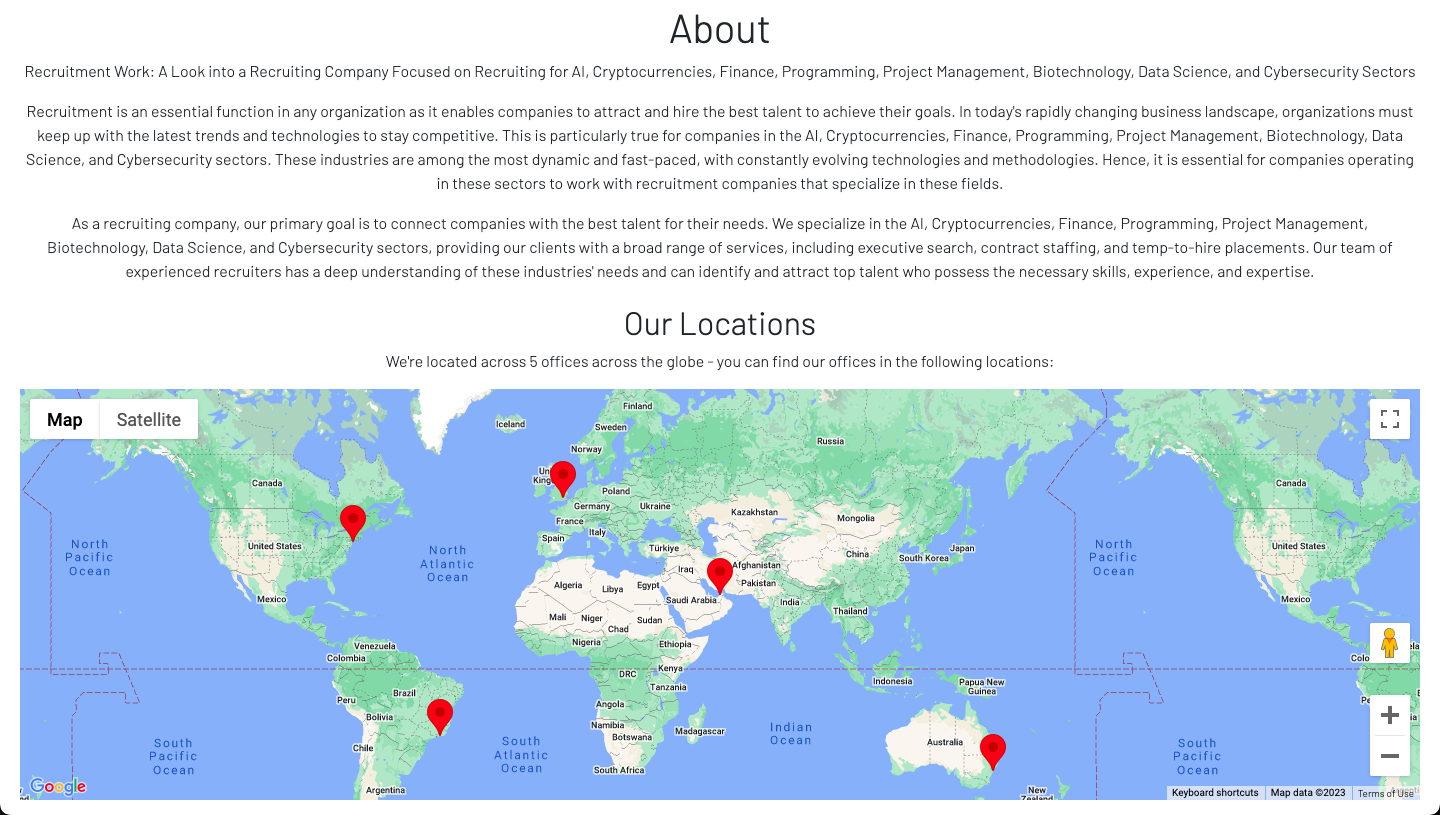 About
Recruitment Work: A Look into a Recruiting Company Focused on Recruiting for AI, Cryptocurrencies, Finance, Programming, Project Management, Biotechnology, Data Science, and Cybersecurity Sectors
Recruitment is an essential function in any organization as it enables companies to attract and hire the best talent to achieve their goals. In today's rapidly changing business landscape, organizations must
keep up with the latest trends and technologies to stay competitive. This is particularly true for companies in the AI, Cryptocurrencies, Finance, Programming, Project Management, Biotechnology, Data
Science, and Cybersecurity sectors. These industries are among the most dynamic and fast-paced, with constantly evolving technologies and methodologies. Hence, it is essential for companies operating
in these sectors to work with recruitment companies that specialize in these fields.
As a recruiting company, our primary goal is to connect companies with the best talent for their needs. We specialize in the AI, Cryptocurrencies, Finance, Programming, Project Management,
Biotechnology, Data Science, and Cybersecurity sectors, providing our clients with a broad range of services, including executive search, contract staffing, and temp-to-hire placements. Our team of
experienced recruiters has a deep understanding of these industries' needs and can identify and attract top talent who possess the necessary skills, experience, and expertise.
Our Locations
We're located across 5 offices across the globe - you can find our offices in the following locations:
Map
Satellite
Finland
Iceland
Sweden
Russia
Norway
Canada
Poland
Germany
Ukraine
Kazakhstan
Mongolia
France
Italy
Spain
Türkiye
China
South Korea
Japan
United States
North
Pacific
Ocean
North
Atlantic
Ocean
Iraq
Afghanistan
Pakistan
Algeria
Libya
Egypt
Saudi Arabia
India
Mexico
Mali
Niger
Chad
Sudan
Thailand
Nigeria
Ethiopia
Venezuela
Colombia
DRC
Kenya
Tanzania
Indonesia
Papua New
Guinea
Brazil
Peru
Angola
Bolivia
Namibia
Botswana
Madagascar
Indian
Ocean
Chile
South
Pacific
Ocean
South
Atlantic
Ocean
South Africa
Australia
Argentina
New
Zealand
Canada
North
Pacific
Ocean
United States
Mexico
South
Pacific
Ocean
Google
Keyboard shortcuts
Map data ©2023
Terms of Use